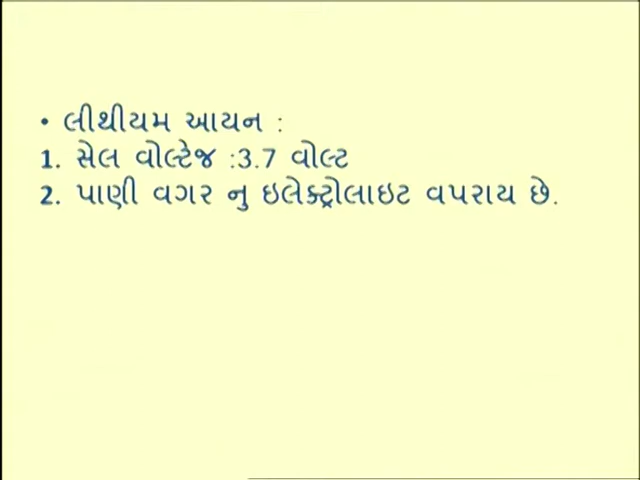 • લીથીયમ આયન :
1. સેલ વોલ્ટેજ :3.7 વોલ્ટ
2. પાણી વગર નુ ઇલેક્ટ્રોલાઇટ વપરાય છે.